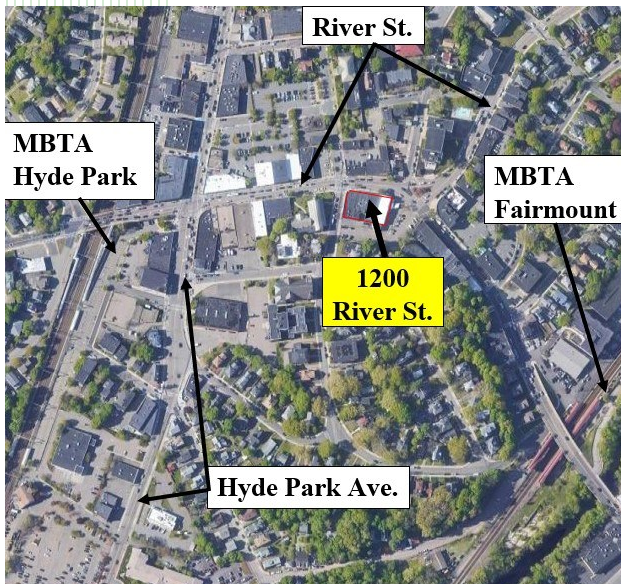 River St.
MBTA
Hyde Park
MBTA
Fairmount
1200
River St.
Hyde Park Ave.